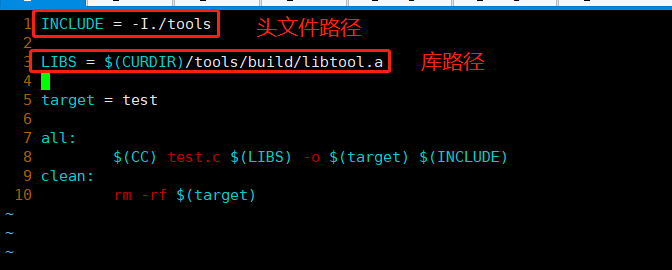 1 INCLUDE = -I./tools 头文件路径
2
3 LIBS = $(CURDIR)/tools/build/libtool.a 库路径
4
5 target = test
6
7 all:
8 $(CC) test.c $(LIBS) -o $(target) $(INCLUDE)
9 clean:
10 rm -rf $(target)
~
~
~